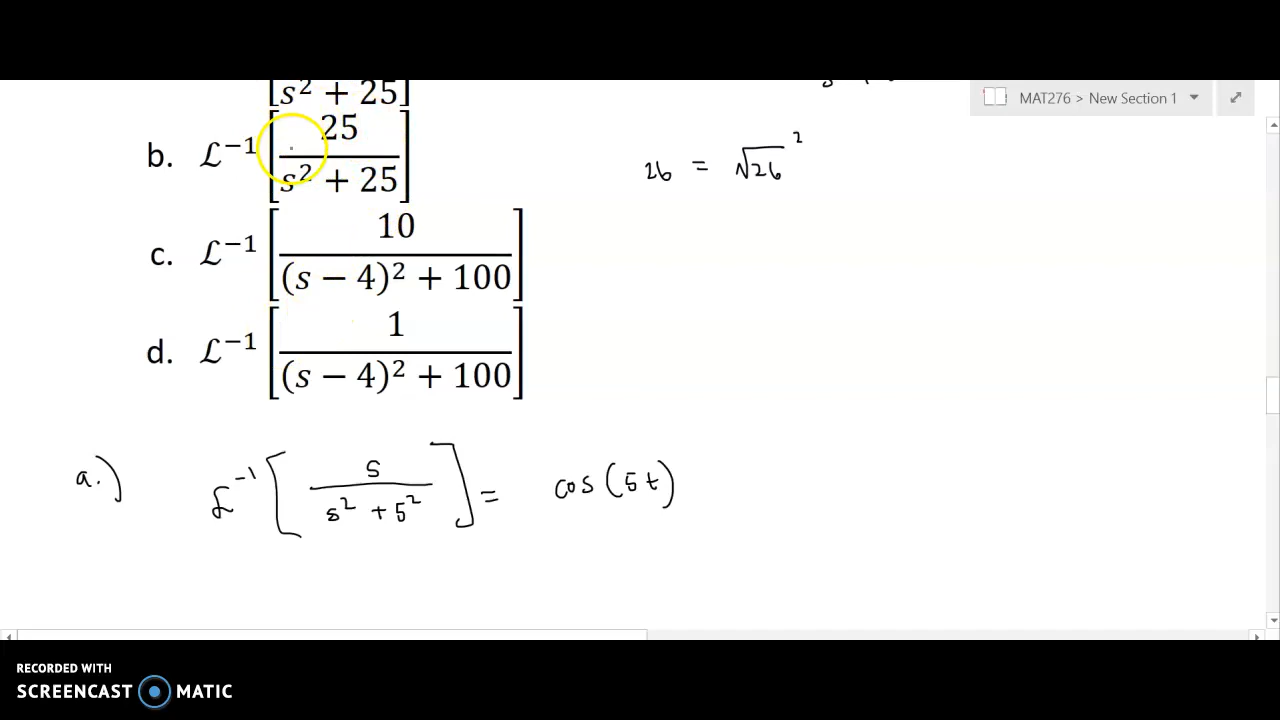 [s² + 25]
MAT276 > New Section 1
b. ℒ⁻¹ [25 / (s² + 25)]
26 = √26²
c. ℒ⁻¹ [10 / ((s − 4)² + 100)]
d. ℒ⁻¹ [1 / ((s − 4)² + 100)]
a.) ℒ⁻¹ [s / (s² + 5²)] = cos(5t)
RECORDED WITH
SCREENCAST MATIC